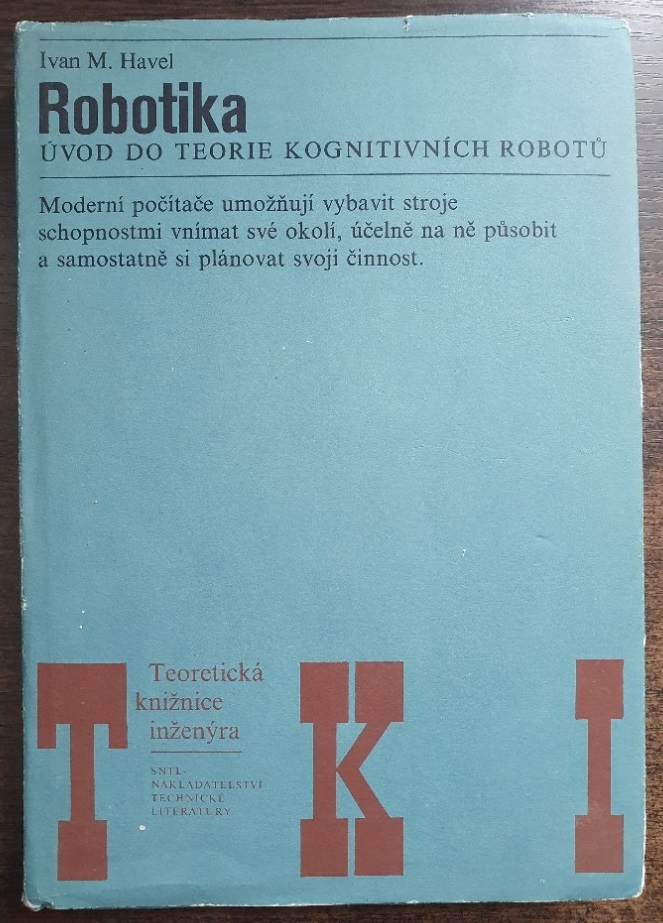 Ivan M. Havel
Robotika
ÚVOD DO TEORIE KOGNITIVNÍCH ROBOTŮ
Moderní počítače umožňují vybavit stroje
schopnostmi vnímat své okolí, účelně na ně působit
a samostatně si plánovat svoji činnost.
Teoretická
knižnice
inženýra
SNTL-
NAKLADATELSTVÍ
TECHNICKÉ
LITERATURY
T K I